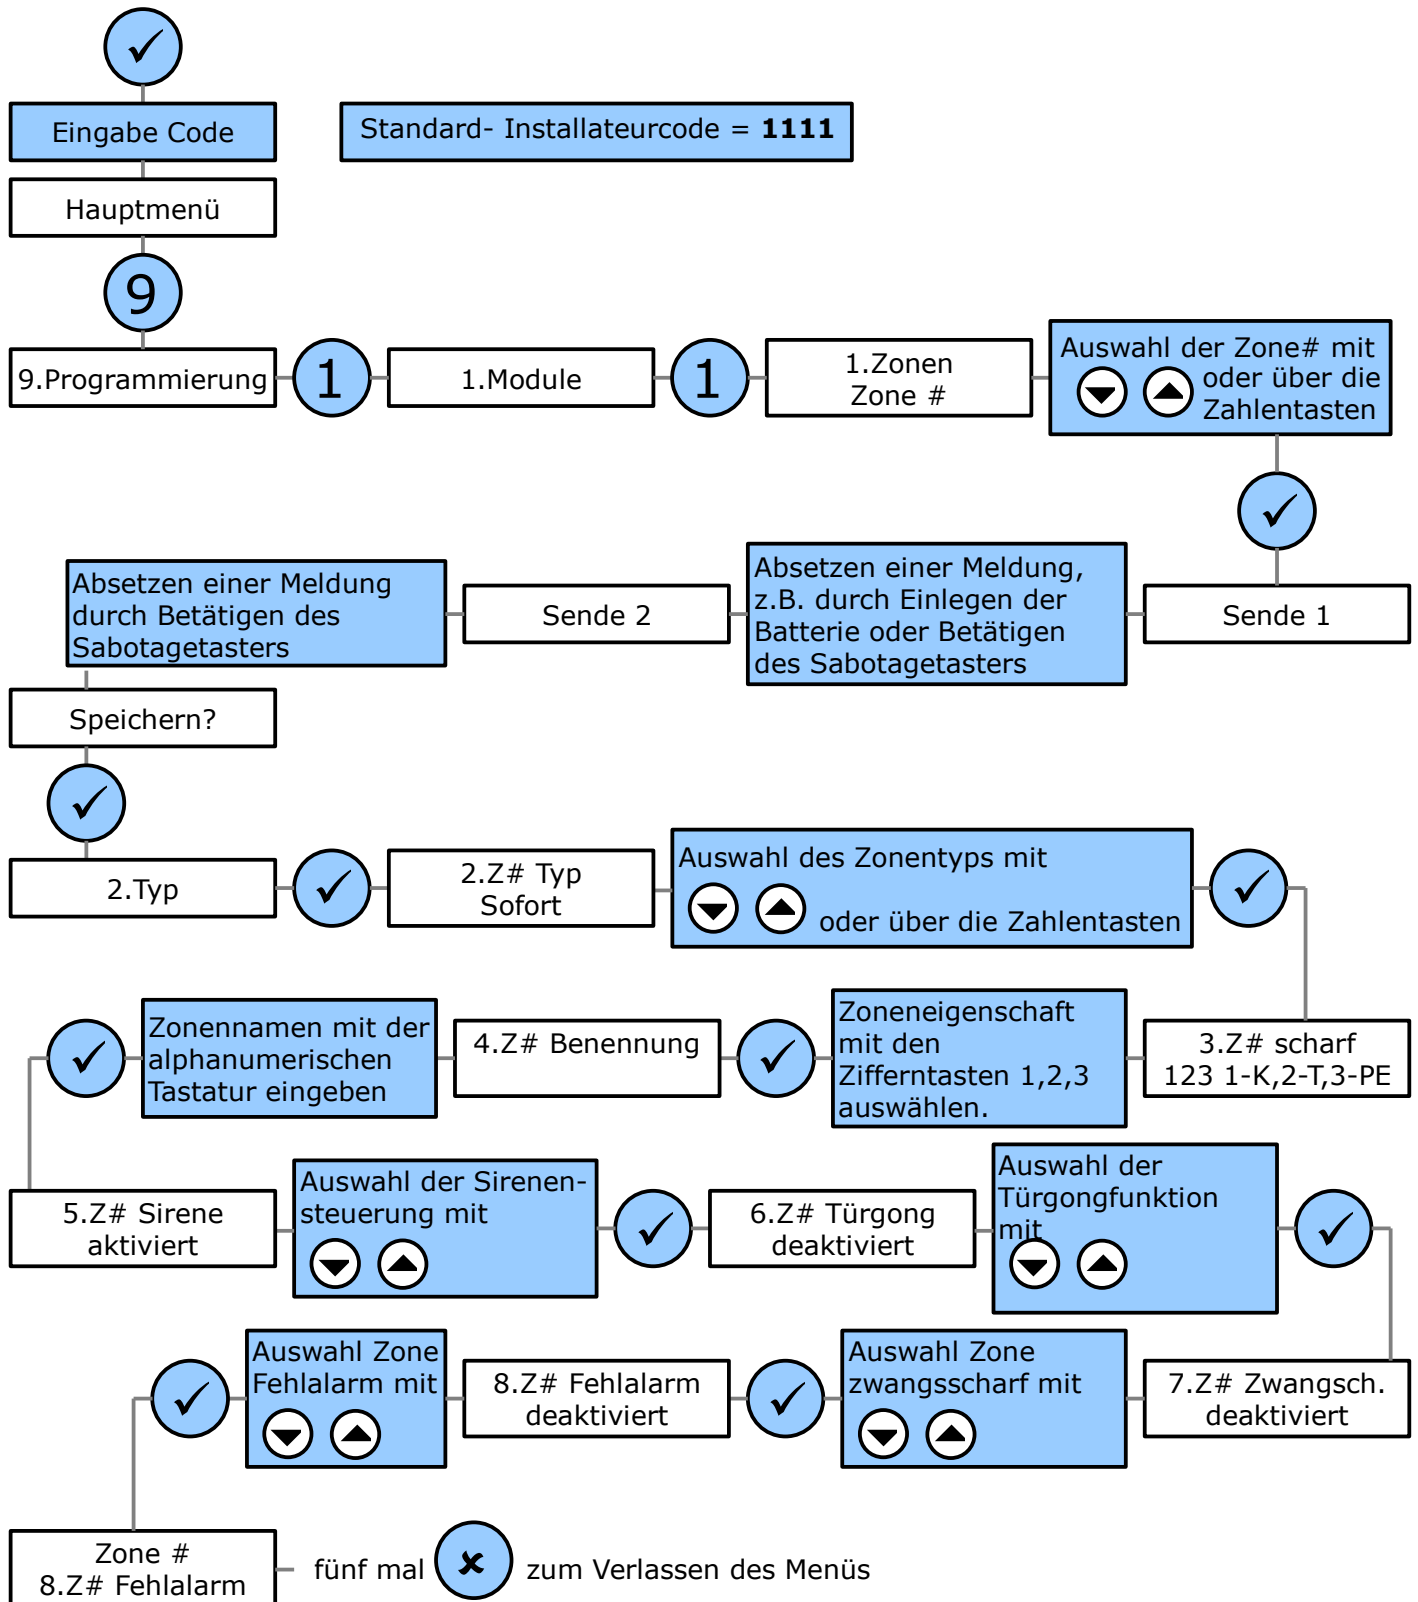 ✓
Eingabe Code
Standard- Installateurcode = 1111
Hauptmenü
9
9.Programmierung
1
1.Module
1
1.Zonen
Zone #
Auswahl der Zone# mit
oder über die
Zahlentasten
✓
Sende 1
Absetzen einer Meldung,
z.B. durch Einlegen der
Batterie oder Betätigen
des Sabotagetasters
Sende 2
Absetzen einer Meldung
durch Betätigen des
Sabotagetasters
Speichern?
✓
2.Typ
✓
2.Z# Typ
Sofort
Auswahl des Zonentyps mit
oder über die Zahlentasten
✓
3.Z# scharf
123 1-K,2-T,3-PE
Zoneneigenschaft
mit den
Zifferntasten 1,2,3
auswählen.
✓
4.Z# Benennung
Zonennamen mit der
alphanumerischen
Tastatur eingeben
✓
5.Z# Sirene
aktiviert
Auswahl der Sirenen-
steuerung mit
✓
6.Z# Türgong
deaktiviert
Auswahl der
Türgongfunktion
mit
✓
7.Z# Zwangsch.
deaktiviert
Auswahl Zone
zwangsscharf mit
✓
8.Z# Fehlalarm
deaktiviert
Auswahl Zone
Fehlalarm mit
✓
Zone #
8.Z# Fehlalarm
fünf mal ✘ zum Verlassen des Menüs